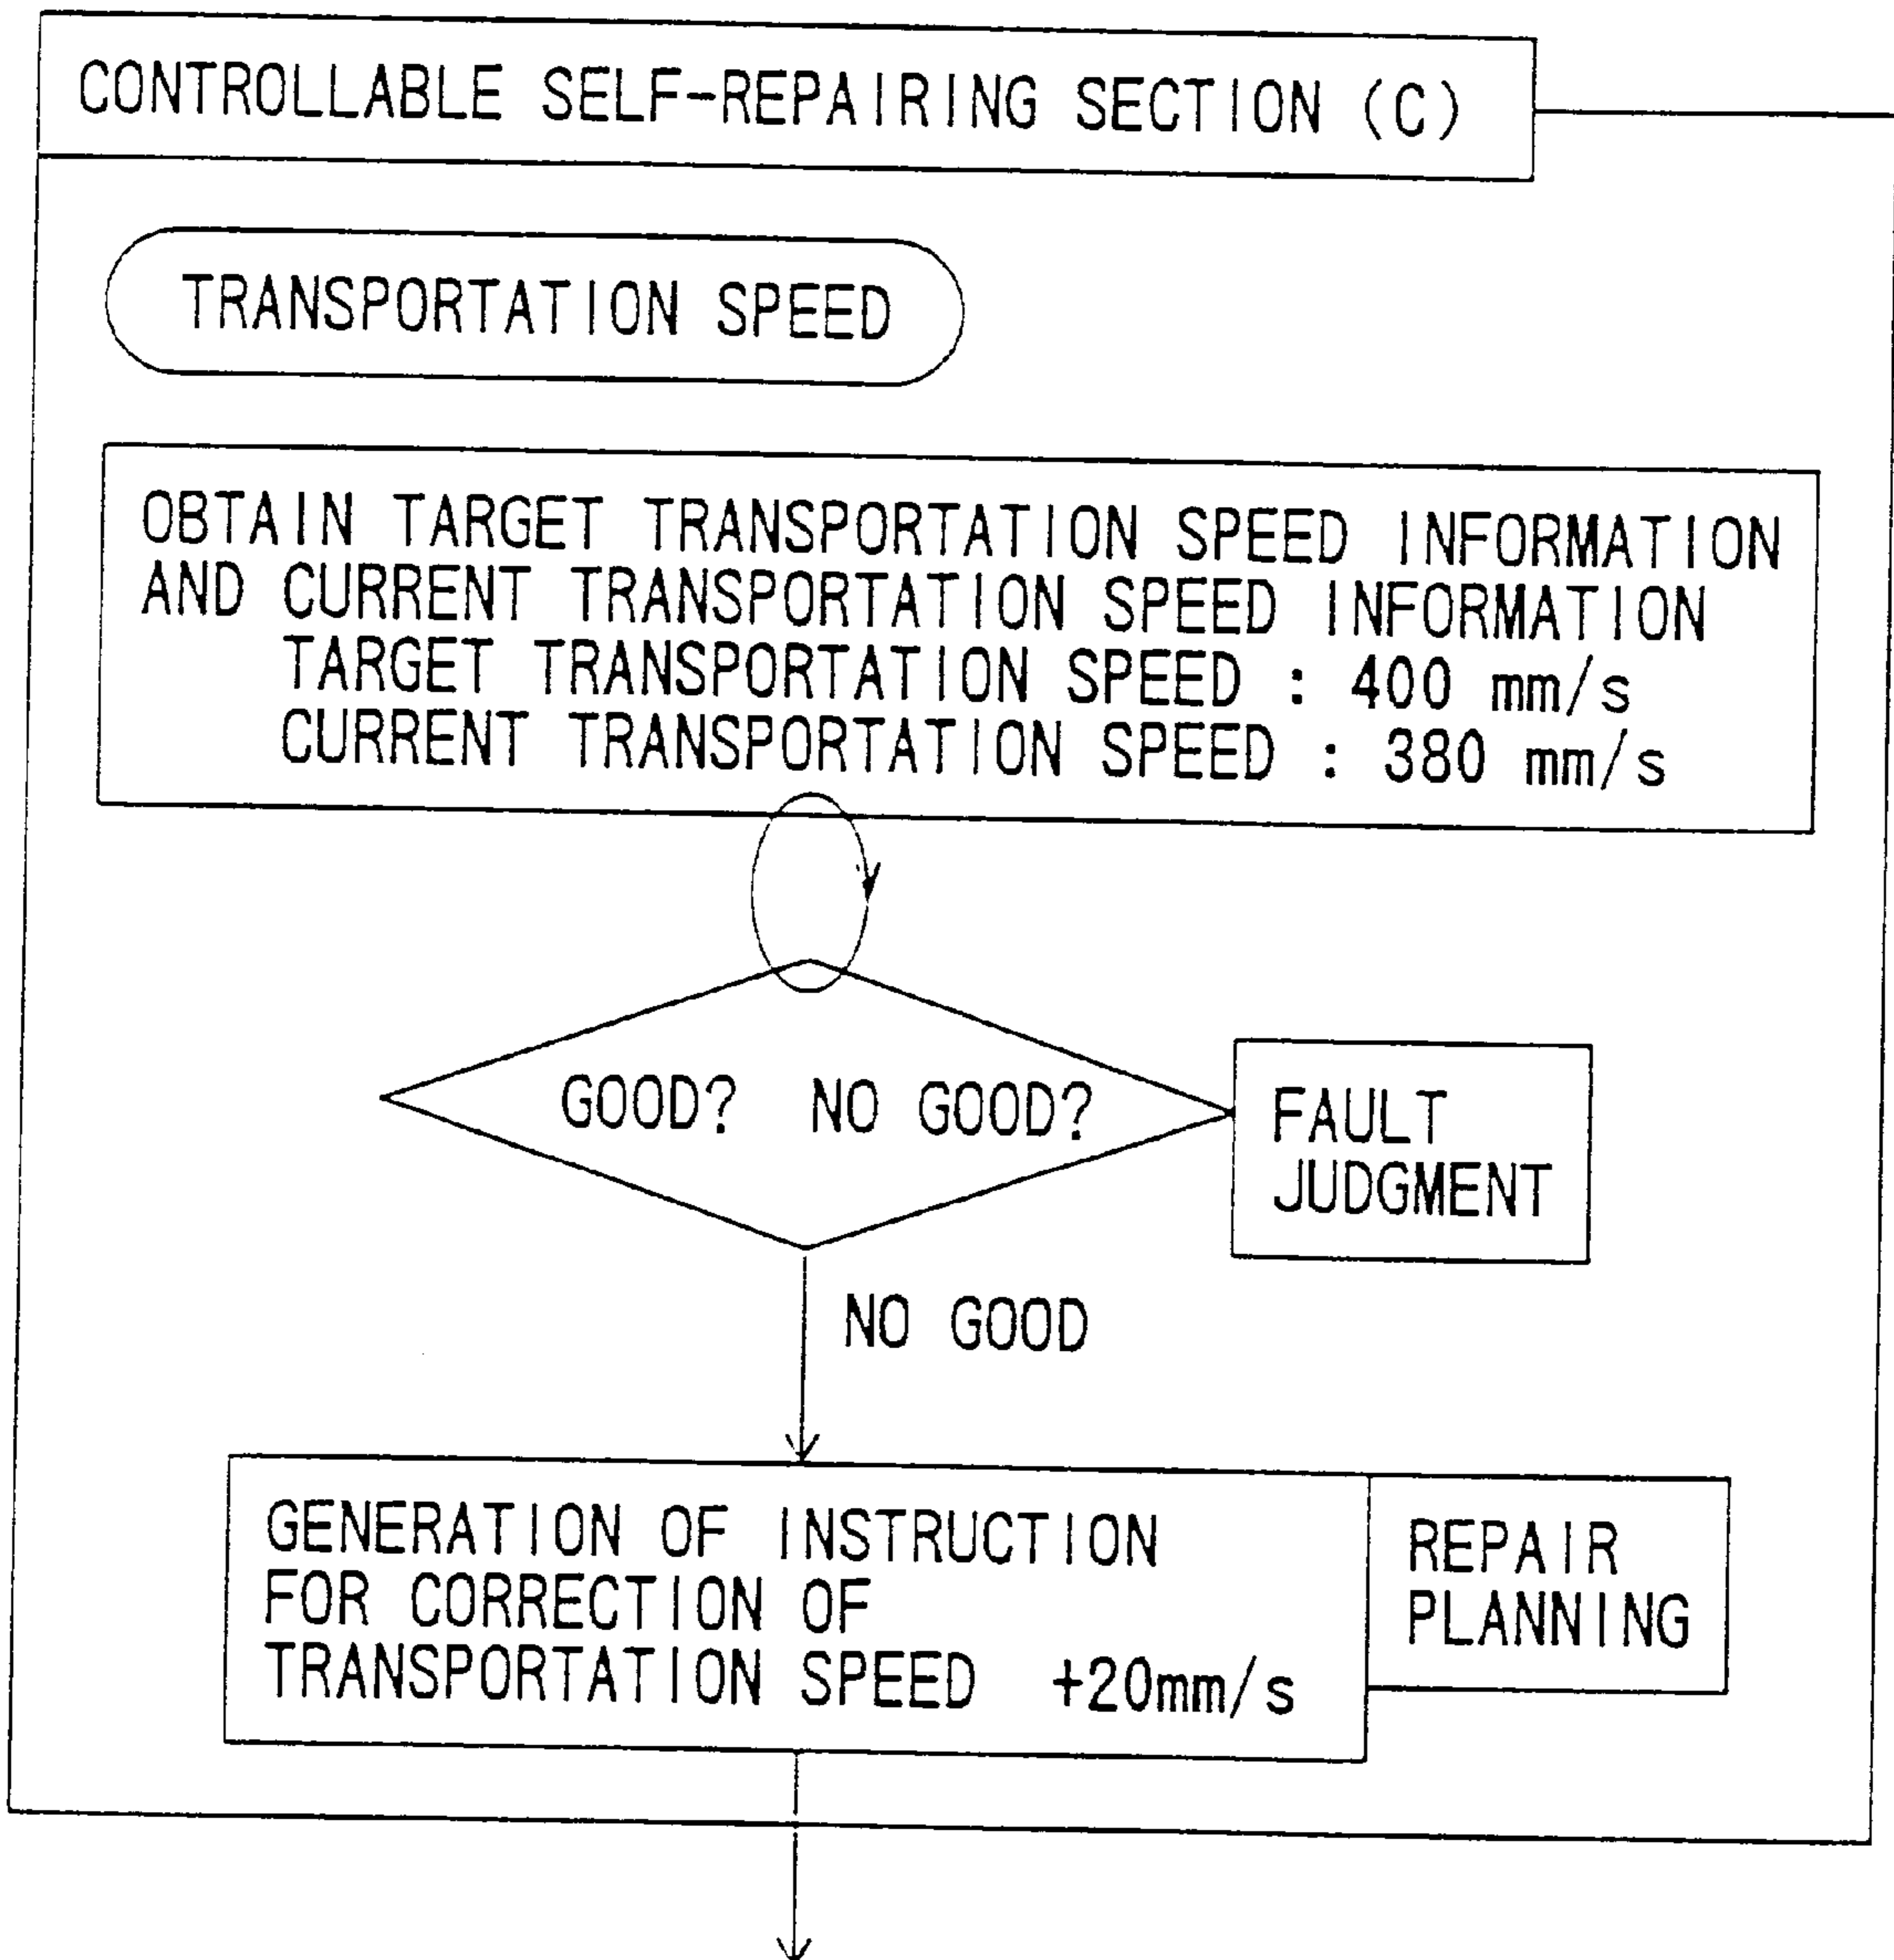 CONTROLLABLE SELF-REPAIRING SECTION (C)
TRANSPORTATION SPEED
OBTAIN TARGET TRANSPORTATION SPEED INFORMATION
AND CURRENT TRANSPORTATION SPEED INFORMATION
TARGET TRANSPORTATION SPEED : 400 mm/s
CURRENT TRANSPORTATION SPEED : 380 mm/s
GOOD? NO GOOD?
FAULT
JUDGMENT
NO GOOD
GENERATION OF INSTRUCTION
FOR CORRECTION OF
TRANSPORTATION SPEED +20mm/s
REPAIR
PLANNING